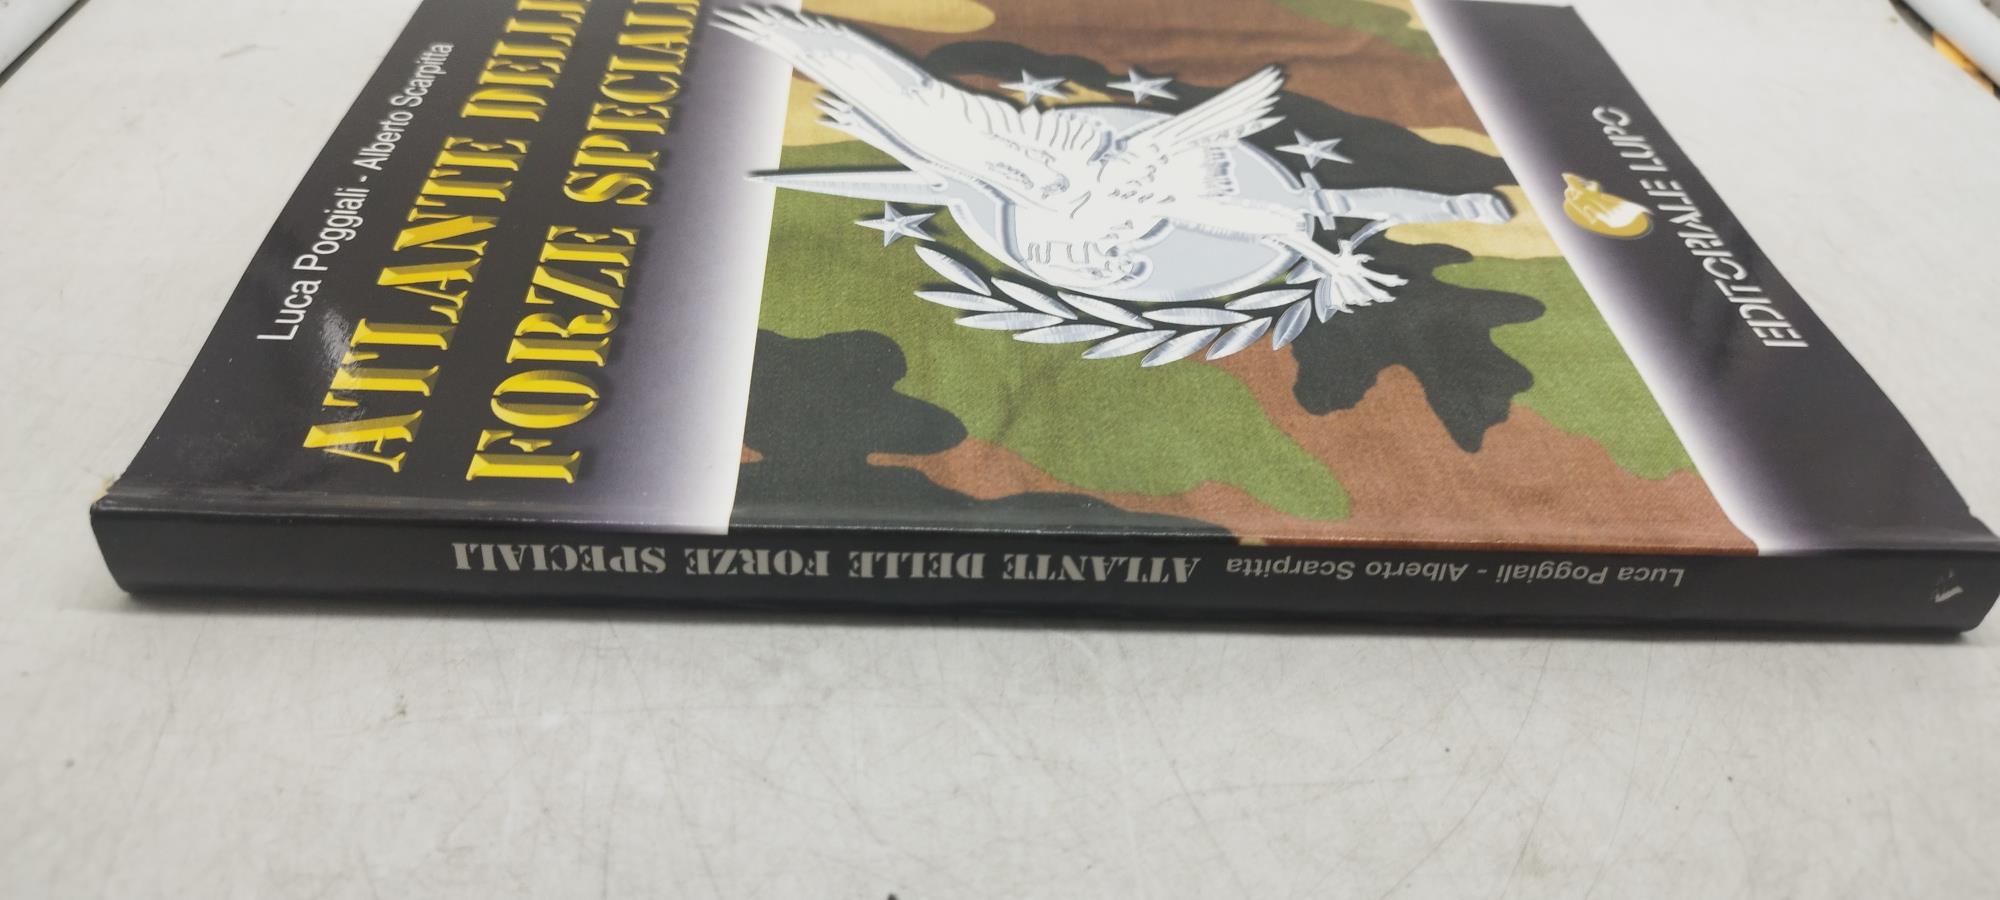 Luca Poggiali - Alberto Scarpitta
ATLANTE DELLE
FORZE SPECIALI
EDITORIALE LUPO
Luca Poggiali - Alberto Scarpitta ATLANTE DELLE FORZE SPECIALI